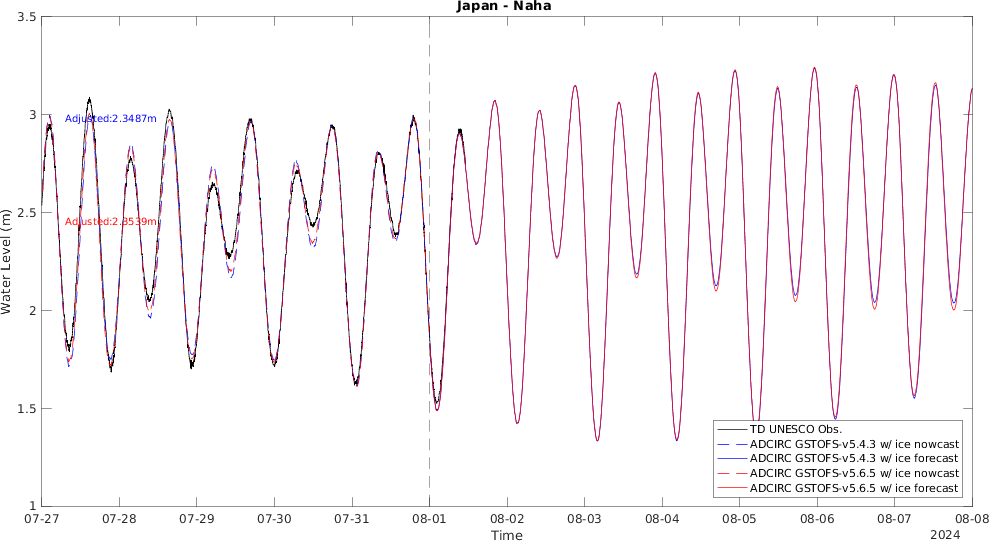 Japan - Naha
3.5
3
2.5
2
1.5
1
Water Level (m)
Adjusted:2.3487m
Adjusted:2.3539m
TD UNESCO Obs.
ADCIRC GSTOFS-v5.4.3 w/ ice nowcast
ADCIRC GSTOFS-v5.4.3 w/ ice forecast
ADCIRC GSTOFS-v5.6.5 w/ ice nowcast
ADCIRC GSTOFS-v5.6.5 w/ ice forecast
07-27 07-28 07-29 07-30 07-31 08-01 08-02 08-03 08-04 08-05 08-06 08-07 08-08
Time
2024